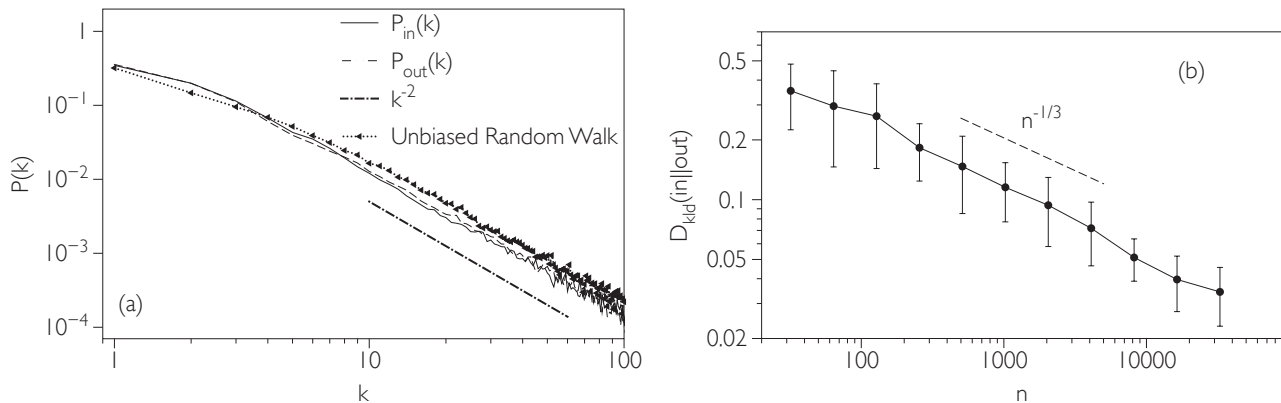 P_in(k)
P_out(k)
k^-2
Unbiased Random Walk
1
10^-1
10^-2
10^-3
10^-4
P(k)
(a)
1
10
100
k
(b)
n^-1/3
0.5
0.2
0.1
0.05
0.02
D_kld(in||out)
100
1000
10000
n